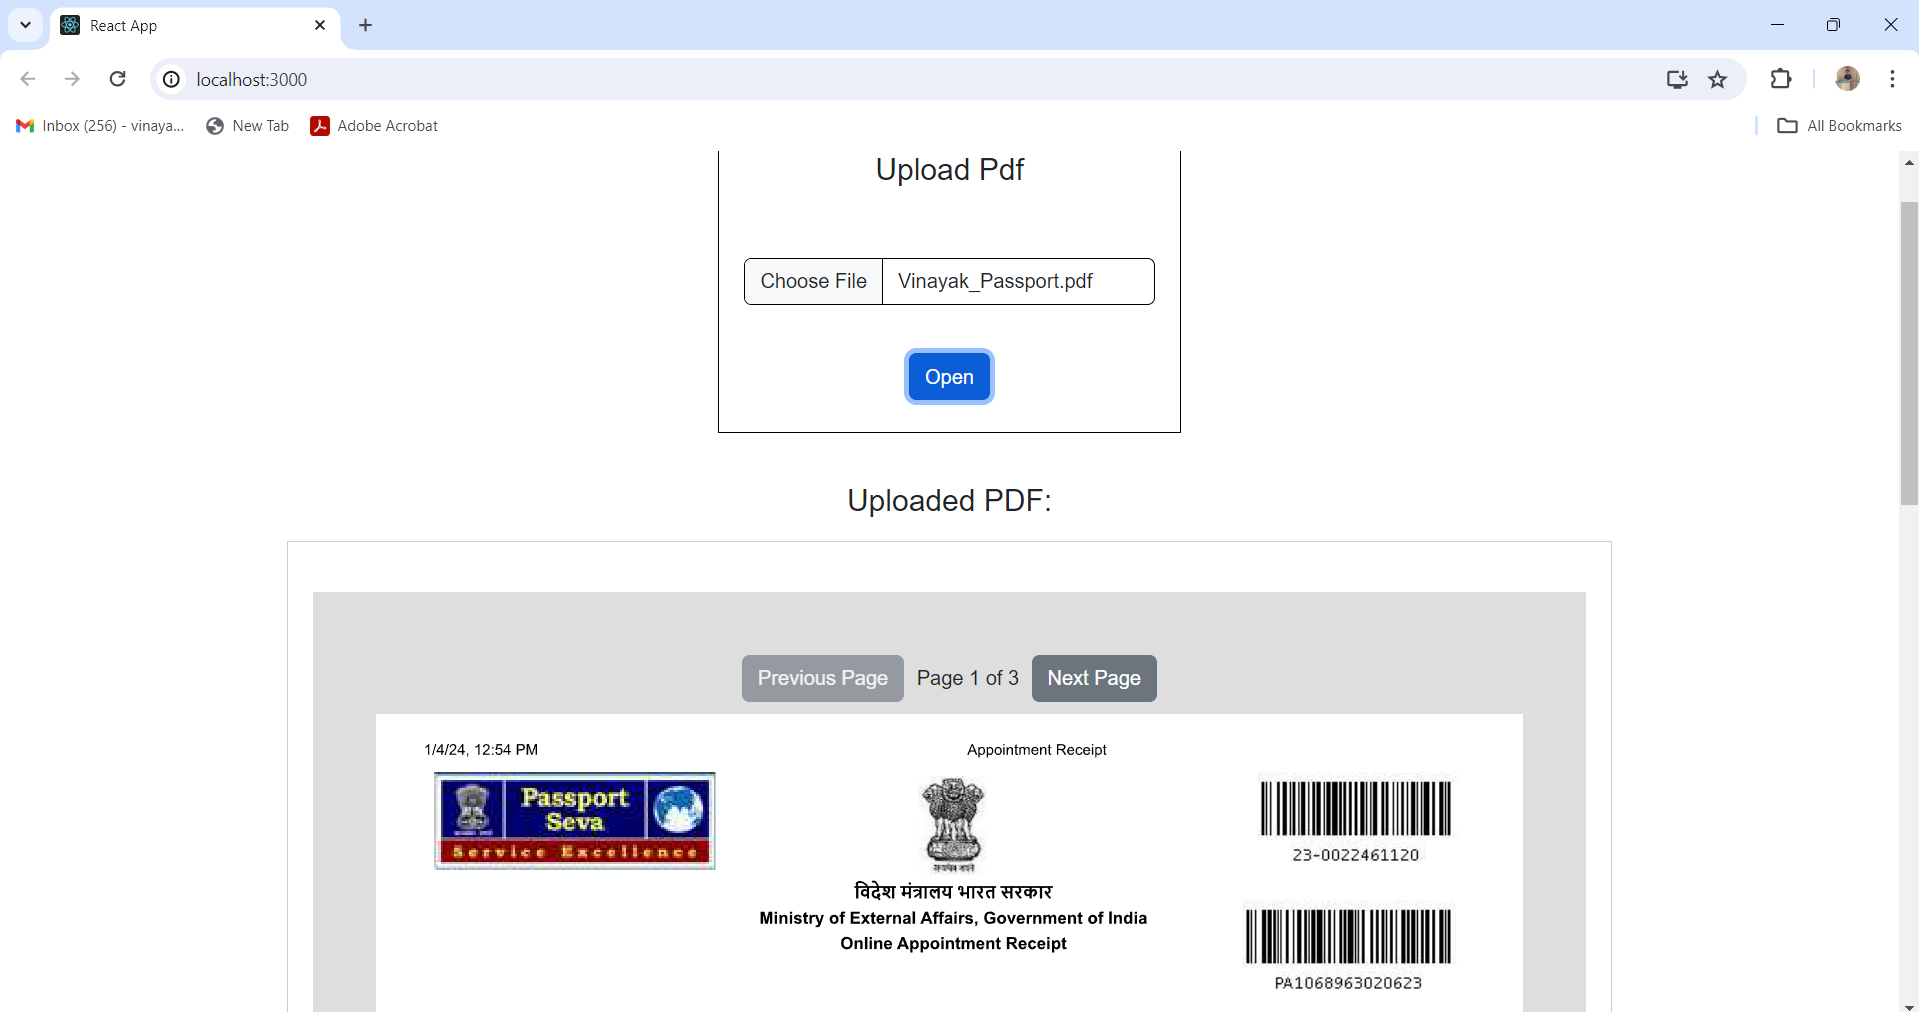 React App
localhost:3000
Inbox (256) - vinaya...
New Tab
Adobe Acrobat
All Bookmarks
Upload Pdf
Choose File
Vinayak_Passport.pdf
Open
Uploaded PDF:
Previous Page
Page 1 of 3
Next Page
1/4/24, 12:54 PM
Appointment Receipt
Passport
Seva
Service Excellence
सत्यमेव जयते
23-0022461120
विदेश मंत्रालय भारत सरकार
Ministry of External Affairs, Government of India
Online Appointment Receipt
PA1068963020623